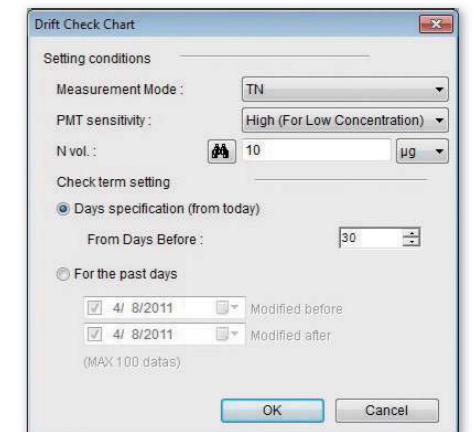 Drift Check Chart
Setting conditions
Measurement Mode : TN
PMT sensitivity : High (For Low Concentration)
N vol. : 10 µg
Check term setting
Days specification (from today)
From Days Before : 30
For the past days
4/ 8/2011 Modified before
4/ 8/2011 Modified after
(MAX 100 datas)
OK Cancel